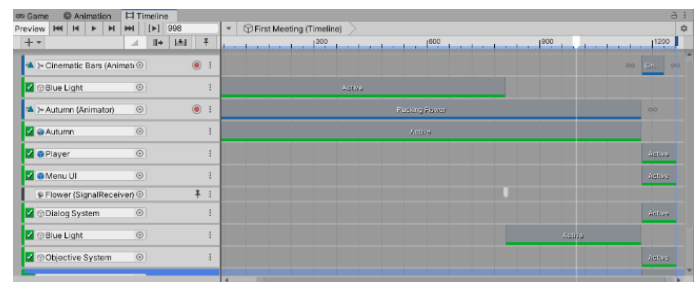 Game Animation Timeline
Preview 998 First Meeting (Timeline)
300 600 900 1200
Cinematic Bars (Animato
Blue Light Active
Autumn (Animator) Plucking Flower
Autumn Active
Player Active
Menu UI Active
Flower (SignalReceiver)
Dialog System Active
Blue Light Active
Objective System Active